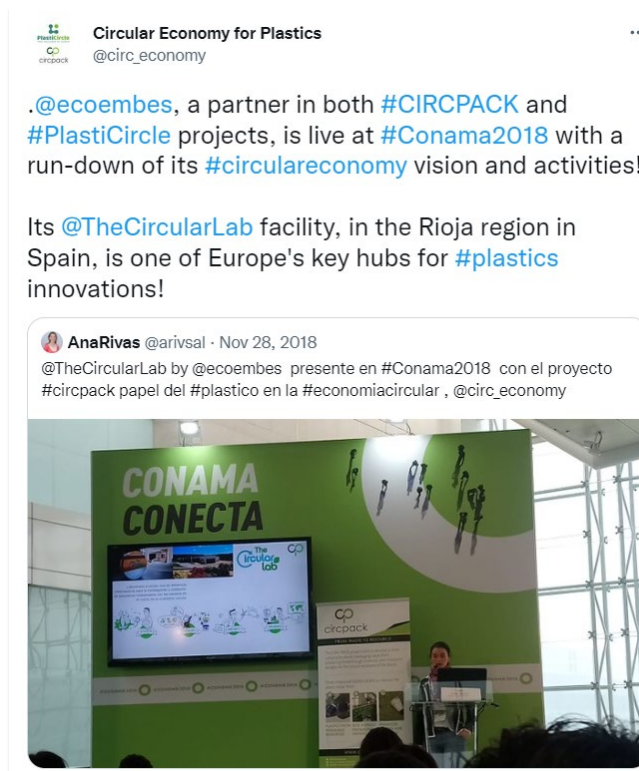 PlastiCircle
circpack
Circular Economy for Plastics
@circ_economy
.@ecoembes, a partner in both #CIRCPACK and
#PlastiCircle projects, is live at #Conama2018 with a
run-down of its #circulareconomy vision and activities!
Its @TheCircularLab facility, in the Rioja region in
Spain, is one of Europe's key hubs for #plastics
innovations!
AnaRivas @arivsal · Nov 28, 2018
@TheCircularLab by @ecoembes presente en #Conama2018 con el proyecto
#circpack papel del #plastico en la #economiacircular , @circ_economy
CONAMA
CONECTA
The
Circular
lab
circpack